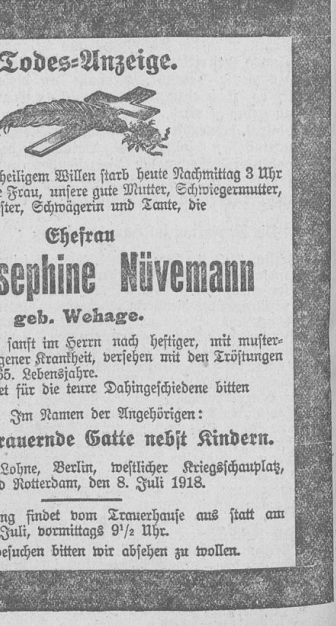 Todes-Anzeige.
heiligem Willen starb heute Nachmittag 3 Uhr
Frau, unsere gute Mutter, Schwiegermutter,
ster, Schwägerin und Tante, die
Ehefrau
sephine Nüvemann
geb. Wehage.
sanft im Herrn nach heftiger, mit muster-
gener Krankheit, versehen mit den Tröstungen
65. Lebensjahre.
et für die teure Dahingeschiedene bitten
Im Namen der Angehörigen:
rauernde Gatte nebst Kindern.
Lohne, Berlin, westlicher Kriegsschauplatz,
d Rotterdam, den 8. Juli 1918.
ng findet vom Trauerhause aus statt am
Juli, vormittags 9½ Uhr.
esuchen bitten wir absehen zu wollen.